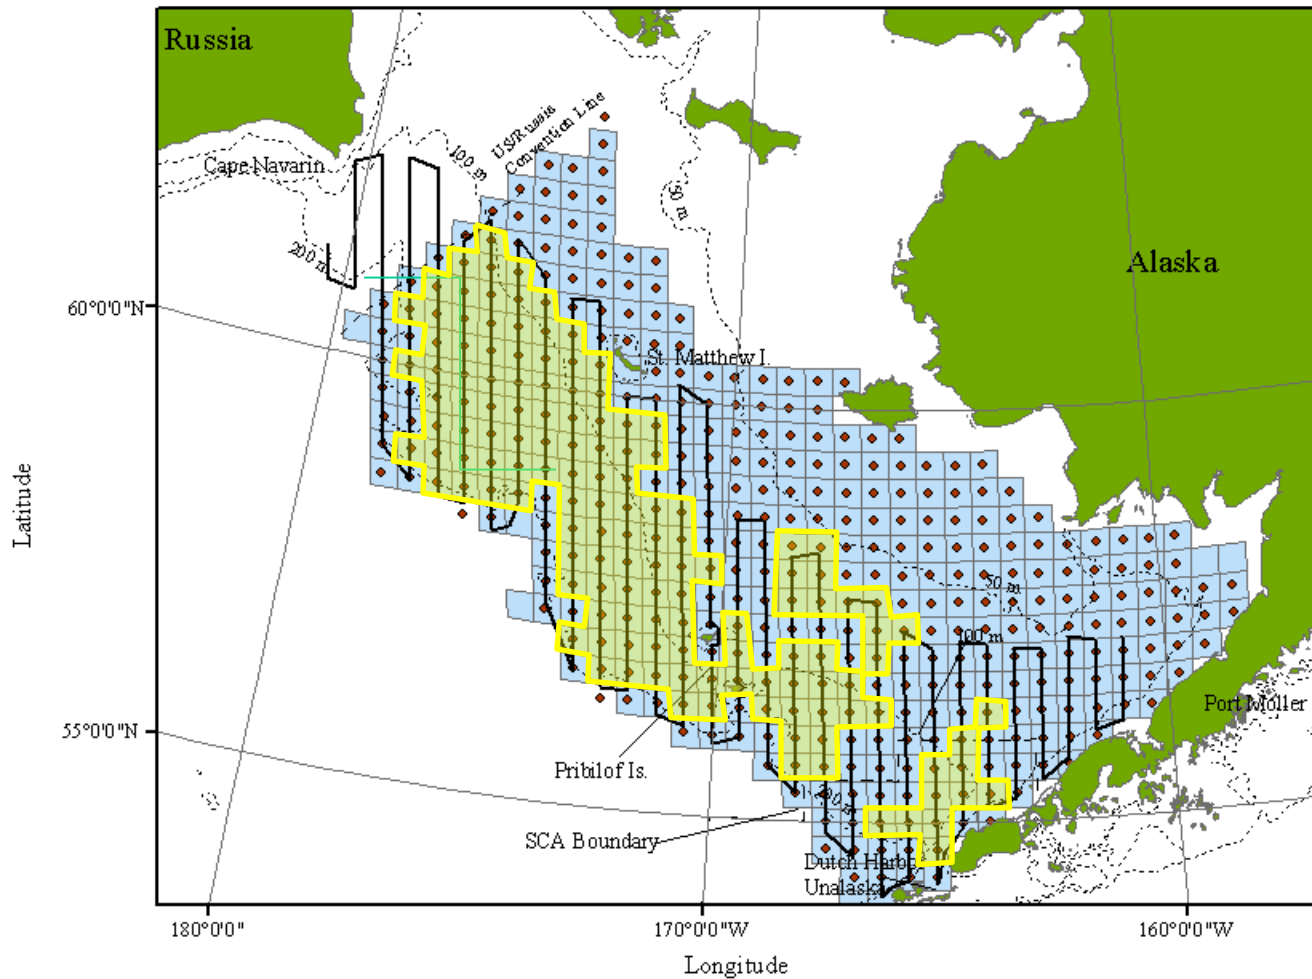 Russia
US/Russia
Convention Line
100 m
Cape Navarin
50 m
200 m
Alaska
60°0'0"N
St. Matthew I.
Latitude
50 m
100 m
Port Moller
55°0'0"N
Pribilof Is.
200 m
SCA Boundary
Dutch Harbor
Unalaska
180°0'0"
170°0'0"W
160°0'0"W
Longitude